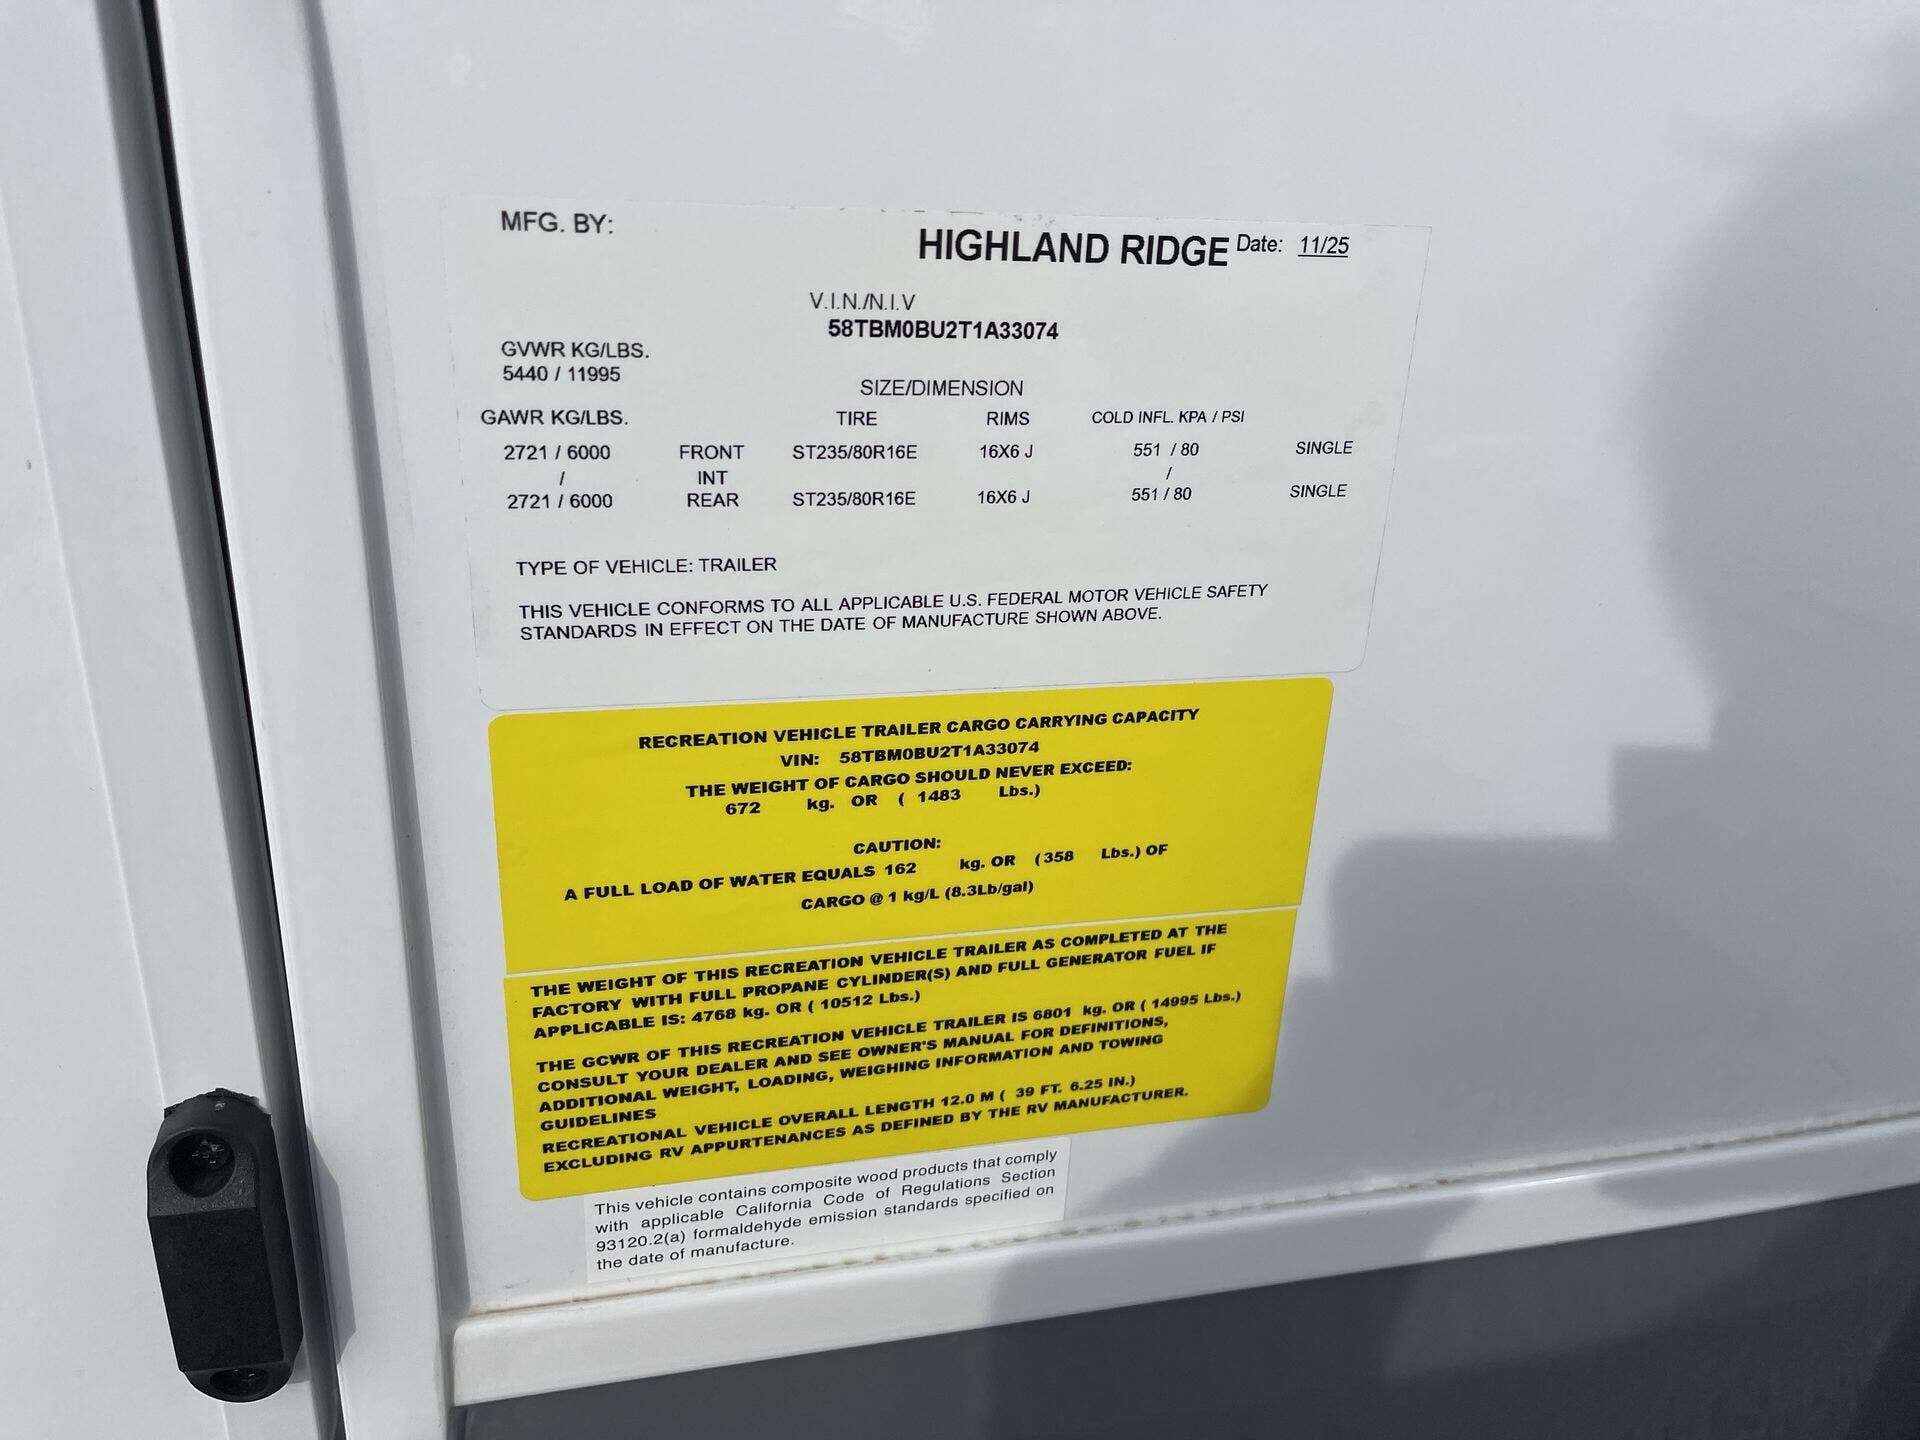 MFG. BY:
HIGHLAND RIDGE Date: 11/25
V.I.N./N.I.V
58TBM0BU2T1A33074
GVWR KG/LBS.
5440 / 11995
SIZE/DIMENSION
GAWR KG/LBS. TIRE RIMS COLD INFL. KPA / PSI
2721 / 6000 FRONT ST235/80R16E 16X6 J 551 / 80 SINGLE
/ INT /
2721 / 6000 REAR ST235/80R16E 16X6 J 551 / 80 SINGLE
TYPE OF VEHICLE: TRAILER
THIS VEHICLE CONFORMS TO ALL APPLICABLE U.S. FEDERAL MOTOR VEHICLE SAFETY
STANDARDS IN EFFECT ON THE DATE OF MANUFACTURE SHOWN ABOVE.
RECREATION VEHICLE TRAILER CARGO CARRYING CAPACITY
VIN: 58TBM0BU2T1A33074
THE WEIGHT OF CARGO SHOULD NEVER EXCEED:
672 kg. OR ( 1483 Lbs.)
CAUTION:
A FULL LOAD OF WATER EQUALS 162 kg. OR (358 Lbs.) OF
CARGO @ 1 kg/L (8.3Lb/gal)
THE WEIGHT OF THIS RECREATION VEHICLE TRAILER AS COMPLETED AT THE
FACTORY WITH FULL PROPANE CYLINDER(S) AND FULL GENERATOR FUEL IF
APPLICABLE IS: 4768 kg. OR ( 10512 Lbs.)
THE GCWR OF THIS RECREATION VEHICLE TRAILER IS 6801 kg. OR ( 14995 Lbs.)
CONSULT YOUR DEALER AND SEE OWNER'S MANUAL FOR DEFINITIONS,
ADDITIONAL WEIGHT, LOADING, WEIGHING INFORMATION AND TOWING
GUIDELINES
RECREATIONAL VEHICLE OVERALL LENGTH 12.0 M ( 39 FT. 6.25 IN.)
EXCLUDING RV APPURTENANCES AS DEFINED BY THE RV MANUFACTURER.
This vehicle contains composite wood products that comply
with applicable California Code of Regulations Section
93120.2(a) formaldehyde emission standards specified on
the date of manufacture.